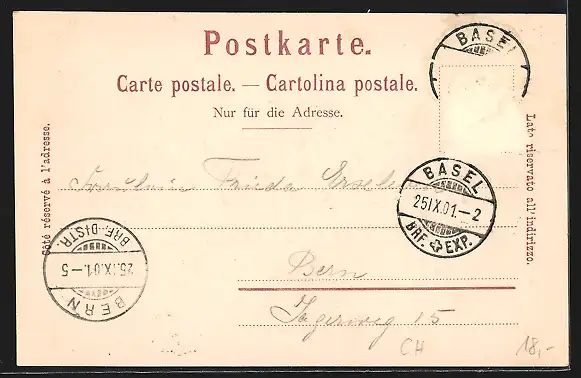 Postkarte.
BASEL
Carte postale. — Cartolina postale.
Nur für die Adresse.
Côté réservé à l'adresse.
Lato riservato all'indirizzo.
Fräulein Frieda
BASEL
25 IX.01.–2
BRF. EXP.
BRF. DISTR.
25.IX.01.–5
BERN
Bern
Jägerweg 15
CH
18,-